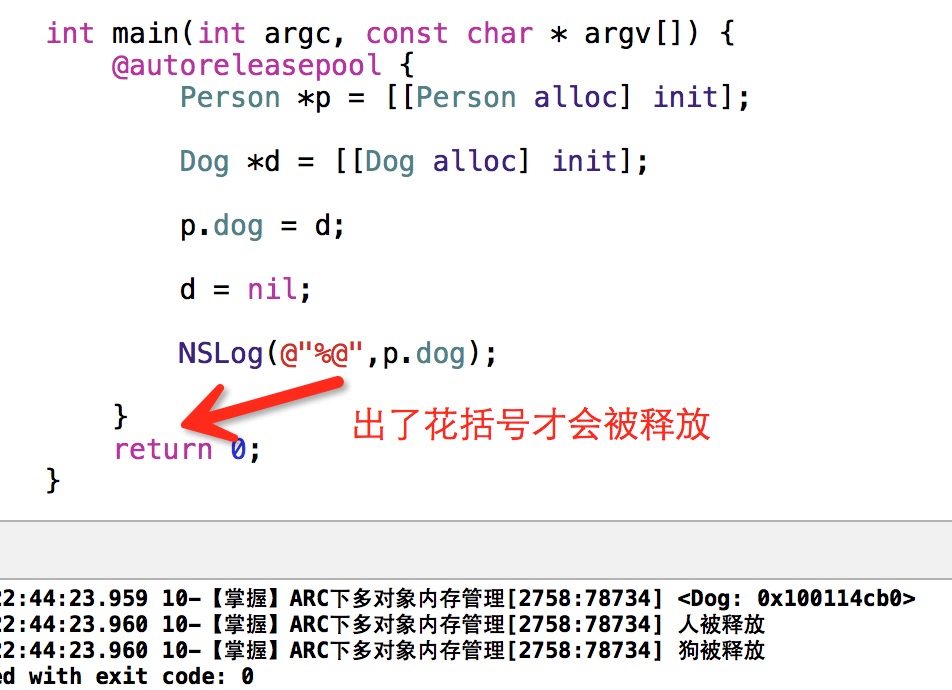 int main(int argc, const char * argv[]) {
@autoreleasepool {
Person *p = [[Person alloc] init];
Dog *d = [[Dog alloc] init];
p.dog = d;
d = nil;
NSLog(@"%@",p.dog);
}
出了花括号才会被释放
return 0;
}
2:44:23.959 10-【掌握】ARC下多对象内存管理[2758:78734] <Dog: 0x100114cb0>
2:44:23.960 10-【掌握】ARC下多对象内存管理[2758:78734] 人被释放
2:44:23.960 10-【掌握】ARC下多对象内存管理[2758:78734] 狗被释放
ed with exit code: 0